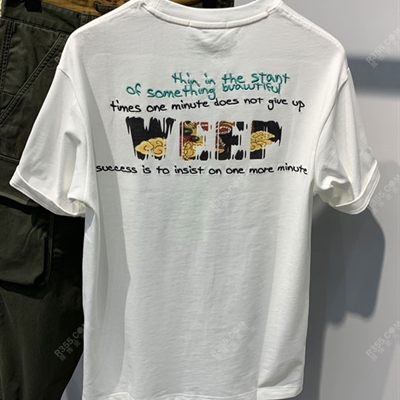 thin in the stant
of something buawtiful
times one minute does not give up
WEEP
success is to insist on one more minute